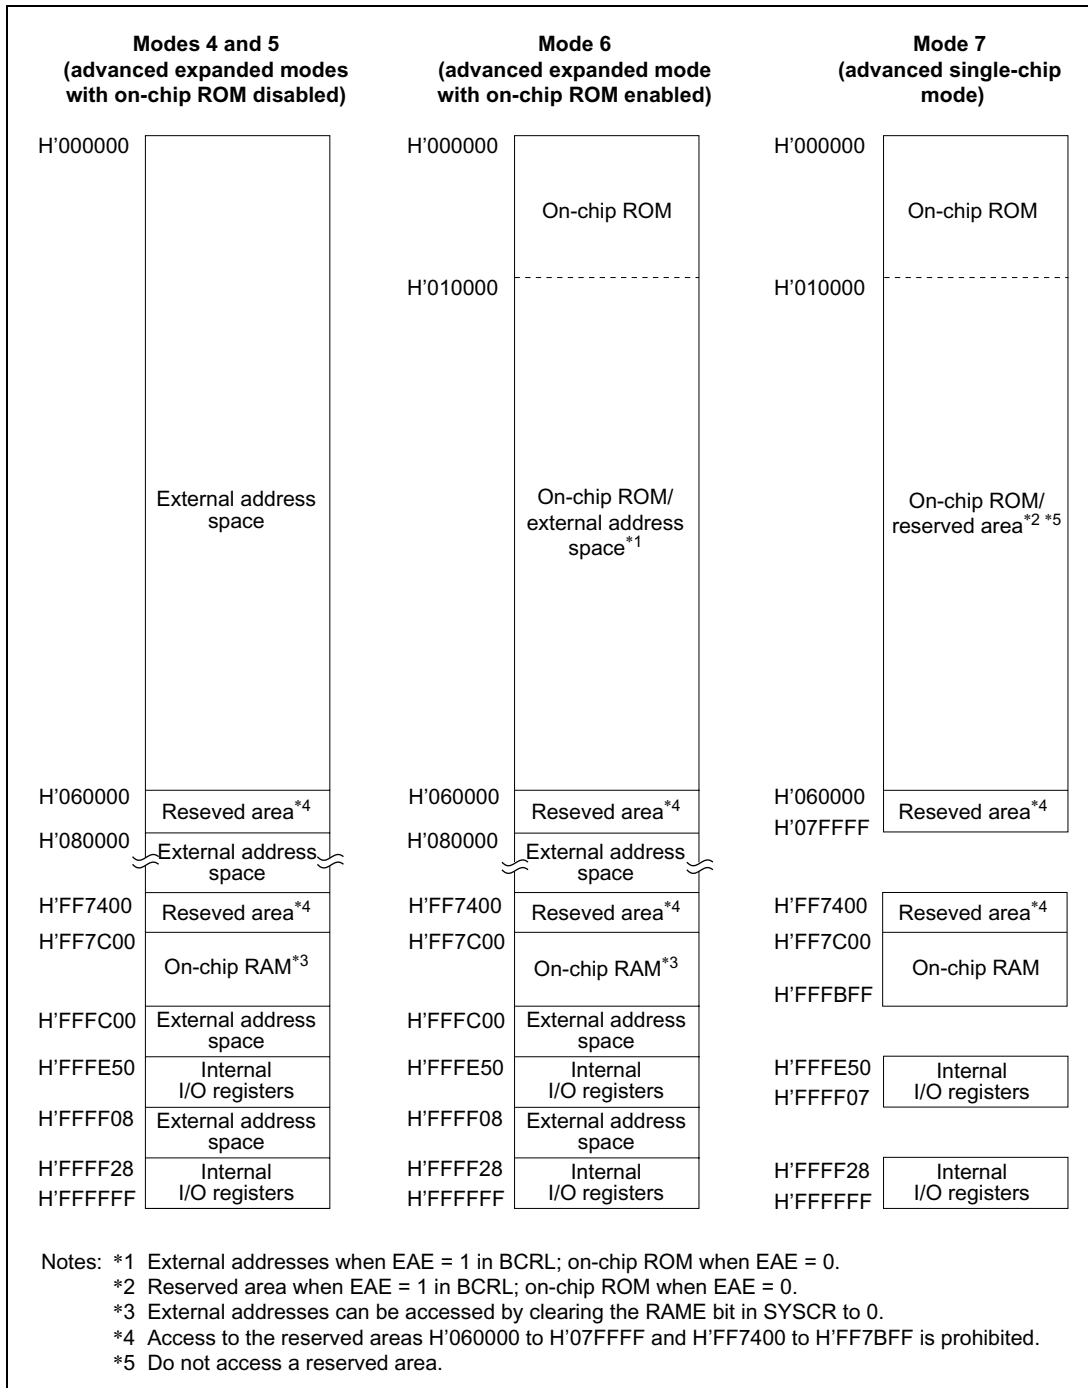 Modes 4 and 5
(advanced expanded modes
with on-chip ROM disabled)
H'000000
External address
space
H'060000
Reseved area*4
H'080000
External address
space
H'FF7400
Reseved area*4
H'FF7C00
On-chip RAM*3
H'FFFC00
External address
space
H'FFFE50
Internal
I/O registers
H'FFFF08
External address
space
H'FFFF28
Internal
I/O registers
H'FFFFFF
Mode 6
(advanced expanded mode
with on-chip ROM enabled)
H'000000
On-chip ROM
H'010000
On-chip ROM/
external address
space*1
H'060000
Reseved area*4
H'080000
External address
space
H'FF7400
Reseved area*4
H'FF7C00
On-chip RAM*3
H'FFFC00
External address
space
H'FFFE50
Internal
I/O registers
H'FFFF08
External address
space
H'FFFF28
Internal
I/O registers
H'FFFFFF
Mode 7
(advanced single-chip
mode)
H'000000
On-chip ROM
H'010000
On-chip ROM/
reserved area*2 *5
H'060000
Reseved area*4
H'07FFFF
H'FF7400
Reseved area*4
H'FF7C00
On-chip RAM
H'FFFBFF
H'FFFE50
Internal
I/O registers
H'FFFF07
H'FFFF28
Internal
I/O registers
H'FFFFFF
Notes: *1 External addresses when EAE = 1 in BCRL; on-chip ROM when EAE = 0.
*2 Reserved area when EAE = 1 in BCRL; on-chip ROM when EAE = 0.
*3 External addresses can be accessed by clearing the RAME bit in SYSCR to 0.
*4 Access to the reserved areas H'060000 to H'07FFFF and H'FF7400 to H'FF7BFF is prohibited.
*5 Do not access a reserved area.